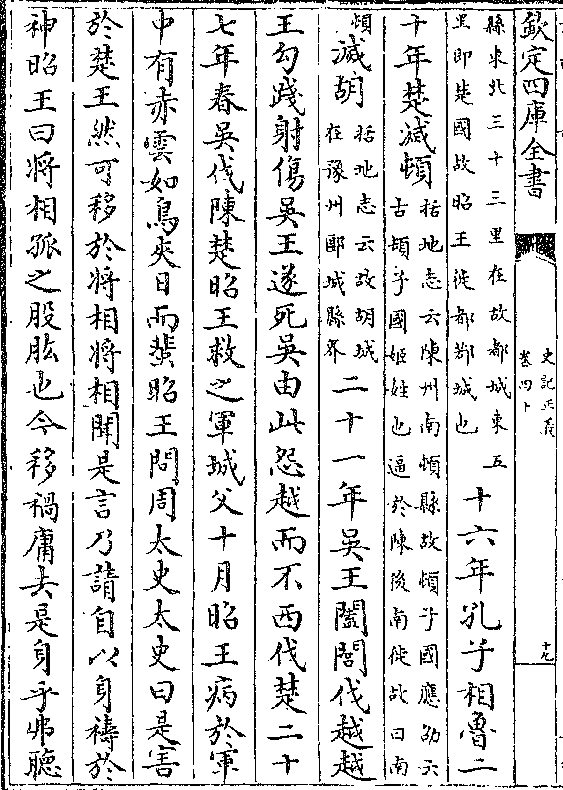 欽定四庫全書
史記正義
卷四十
十九
縣東北三十三里在故都城東五
里即楚國故昭王徙都鄀城也
十六年孔子相魯二
十年楚滅頓
括地志云陳州南頓縣故頓子國應劭云
古頓子國姬姓也逼於陳後南徙故曰南
頓
滅胡
括地志云故胡城
在豫州郾城縣界
二十一年吳王闔閭伐越越
王勾踐射傷吳王遂死吳由此怨越而不西伐楚二十
七年春吳伐陳楚昭王救之軍城父十月昭王病於軍
中有赤雲如鳥夾日而蜚昭王問周太史太史曰是害
於楚王然可移於將相將相聞是言乃請自以身禱於
神昭王曰將相孤之股肱也今移禍庸去是身乎弗聽